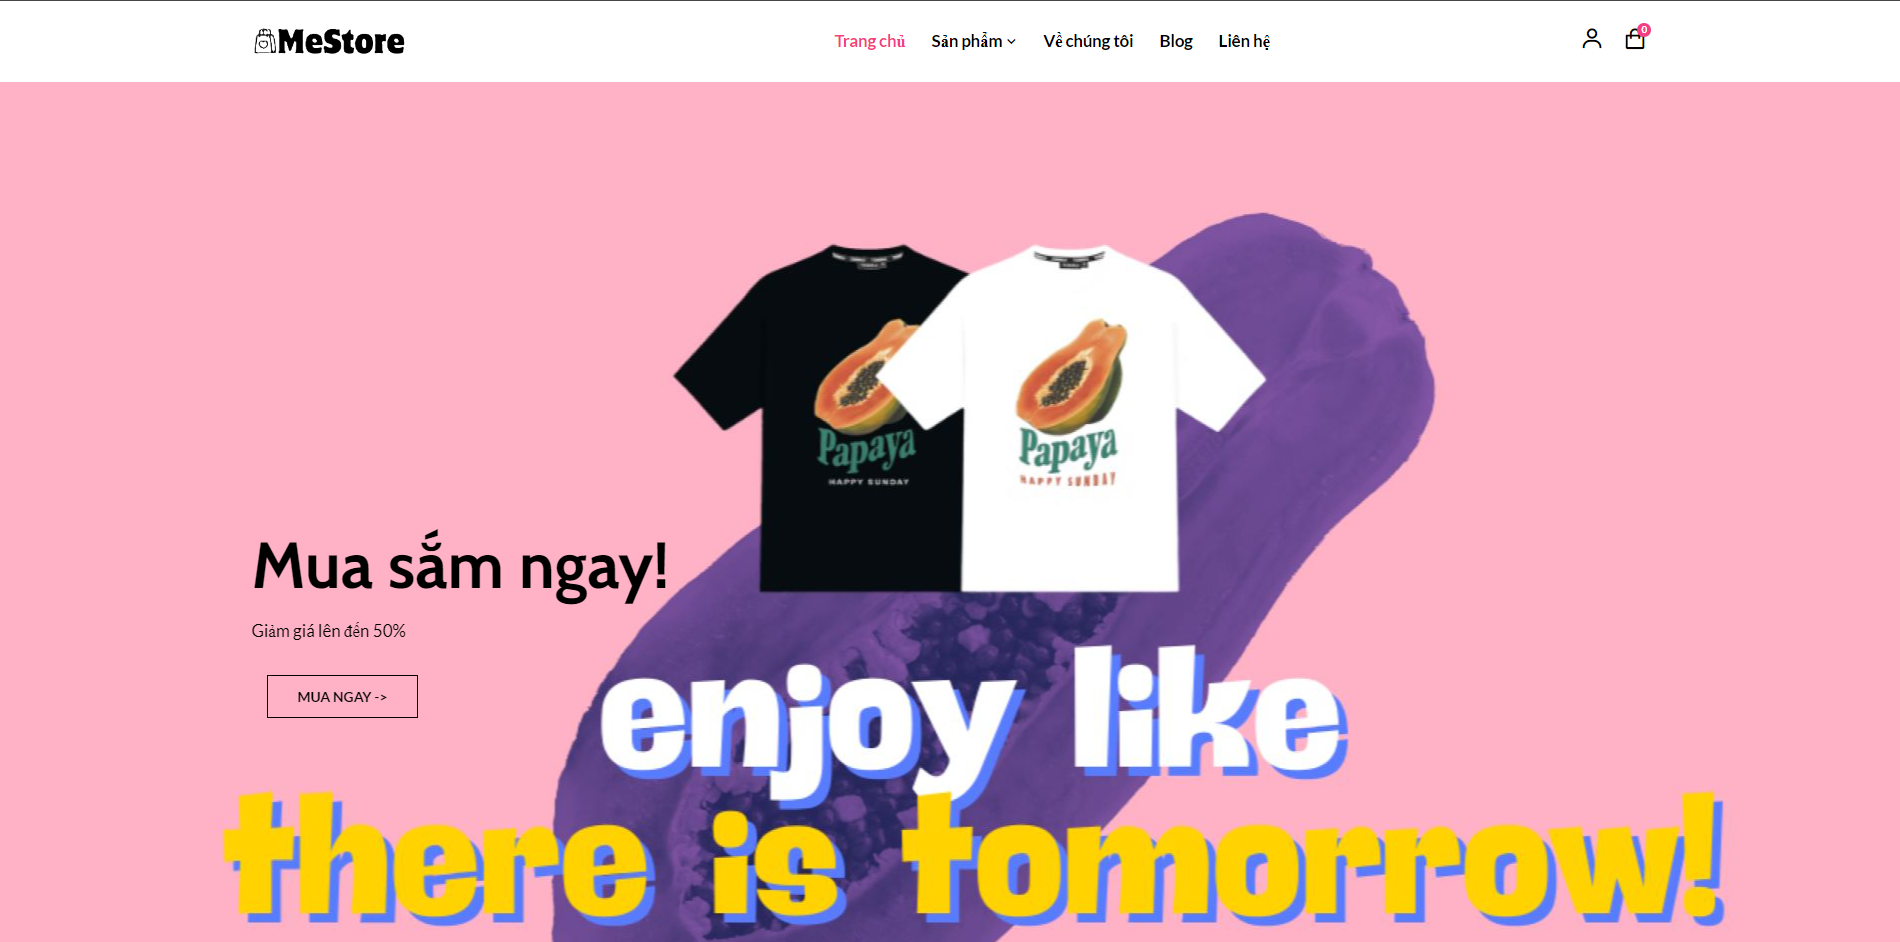 MeStore
Trang chủ
Sản phẩm
Về chúng tôi
Blog
Liên hệ
0
Papaya
HAPPY SUNDAY
Papaya
HAPPY SUNDAY
Mua sắm ngay!
Giảm giá lên đến 50%
MUA NGAY ->
enjoy like
there is tomorrow!